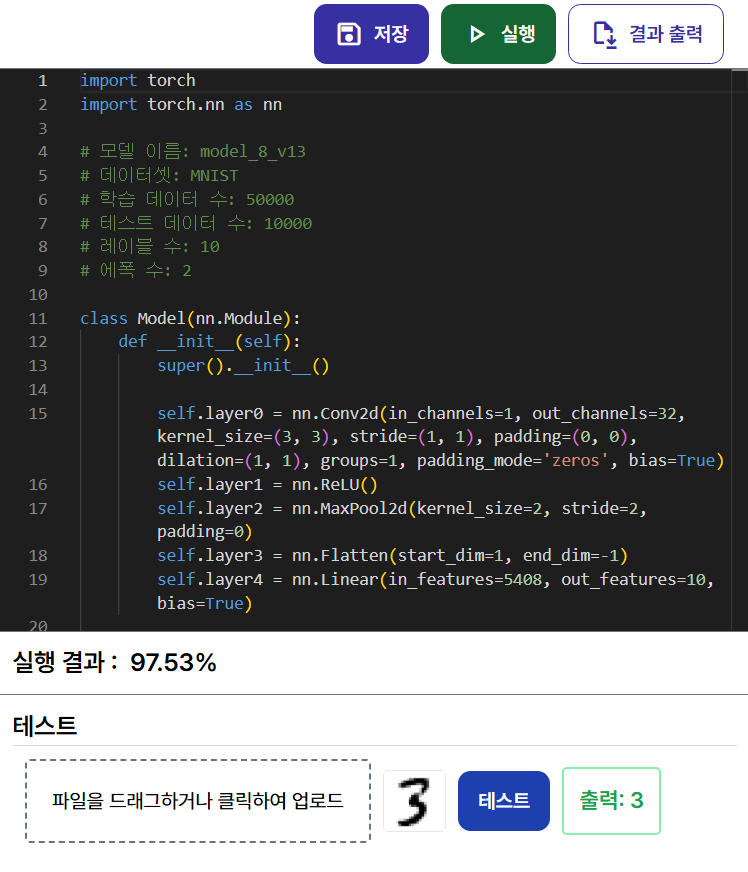 저장 실행 결과 출력
1 import torch
2 import torch.nn as nn
3
4 # 모델 이름: model_8_v13
5 # 데이터셋: MNIST
6 # 학습 데이터 수: 50000
7 # 테스트 데이터 수: 10000
8 # 레이블 수: 10
9 # 에폭 수: 2
10
11 class Model(nn.Module):
12 def __init__(self):
13 super().__init__()
14
15 self.layer0 = nn.Conv2d(in_channels=1, out_channels=32,
kernel_size=(3, 3), stride=(1, 1), padding=(0, 0),
dilation=(1, 1), groups=1, padding_mode='zeros', bias=True)
16 self.layer1 = nn.ReLU()
17 self.layer2 = nn.MaxPool2d(kernel_size=2, stride=2,
padding=0)
18 self.layer3 = nn.Flatten(start_dim=1, end_dim=-1)
19 self.layer4 = nn.Linear(in_features=5408, out_features=10,
bias=True)
20
실행 결과 : 97.53%
테스트
파일을 드래그하거나 클릭하여 업로드 3 테스트 출력: 3